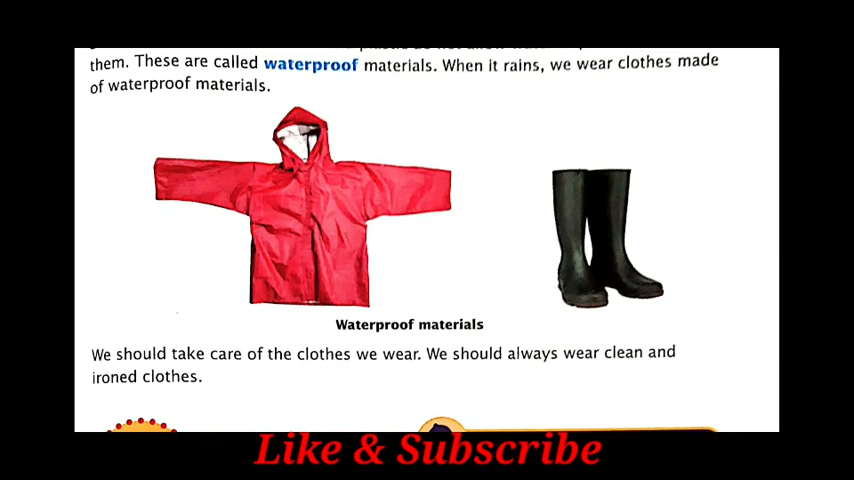 them. These are called waterproof materials. When it rains, we wear clothes made
of waterproof materials.
Waterproof materials
We should take care of the clothes we wear. We should always wear clean and
ironed clothes.
Like & Subscribe